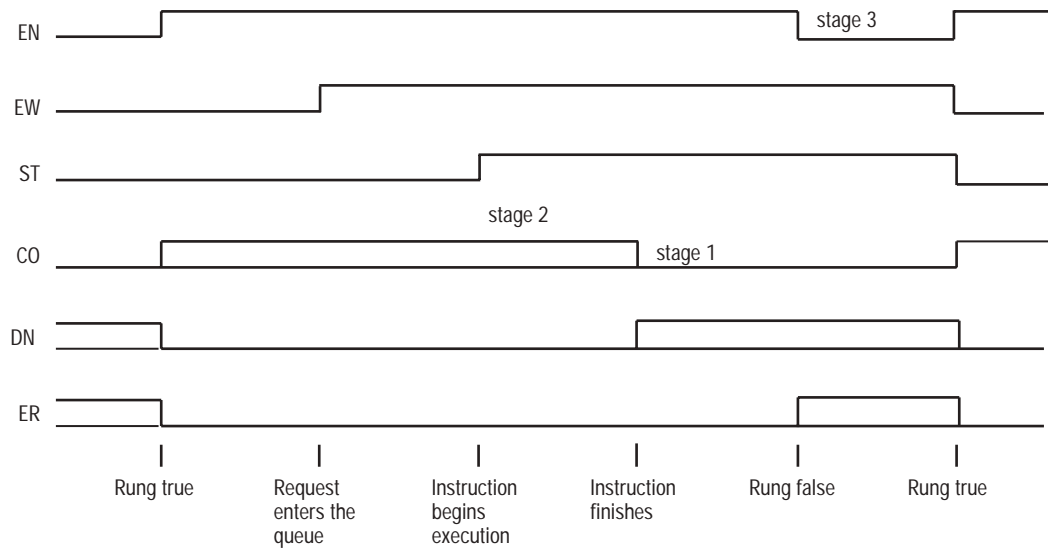 EN
stage 3
EW
ST
stage 2
CO
stage 1
DN
ER
Rung true
Request
enters the
queue
Instruction
begins
execution
Instruction
finishes
Rung false
Rung true